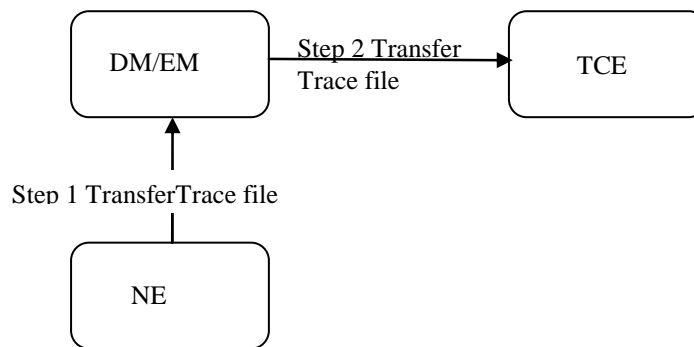 DM/EM
Step 2 Transfer
Trace file
TCE
Step 1 TransferTrace file
NE